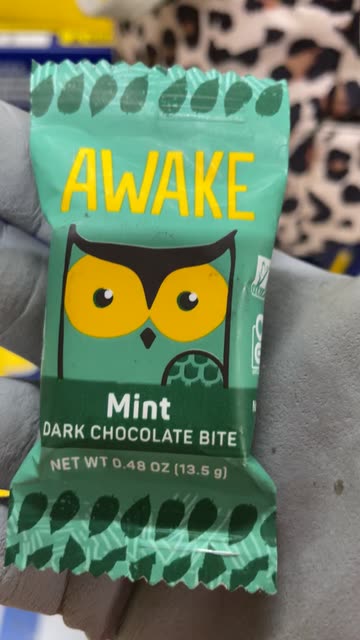 AWAKE
Mint
DARK CHOCOLATE BITE
NET WT 0.48 OZ (13.5 g)